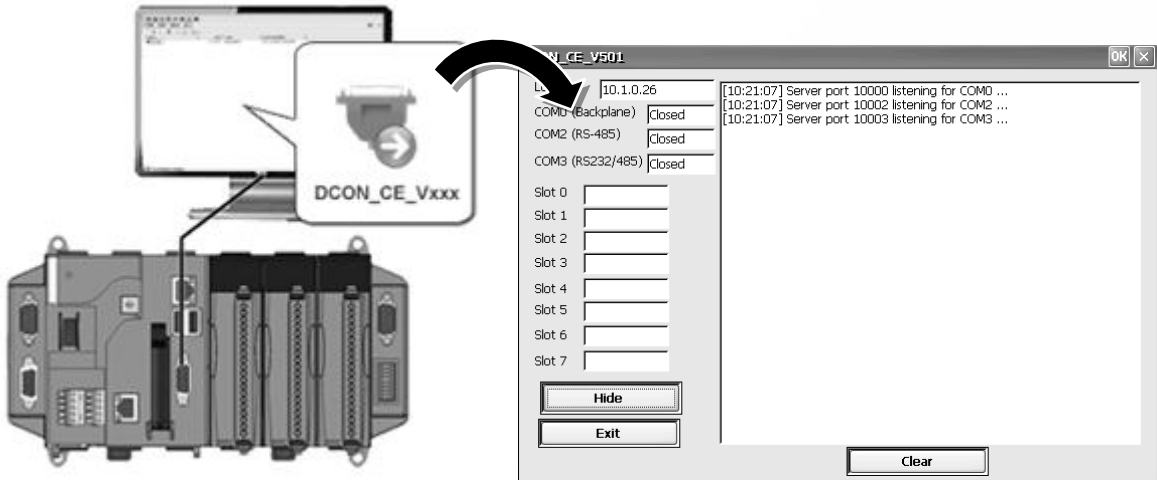 DCON_CE_Vxxx
CE_V501
OK
10.1.0.26
COM0 (Backplane) Closed
COM2 (RS-485) Closed
COM3 (RS232/485) Closed
Slot 0
Slot 1
Slot 2
Slot 3
Slot 4
Slot 5
Slot 6
Slot 7
Hide
Exit
[10:21:07] Server port 10000 listening for COM0 ...
[10:21:07] Server port 10002 listening for COM2 ...
[10:21:07] Server port 10003 listening for COM3 ...
Clear